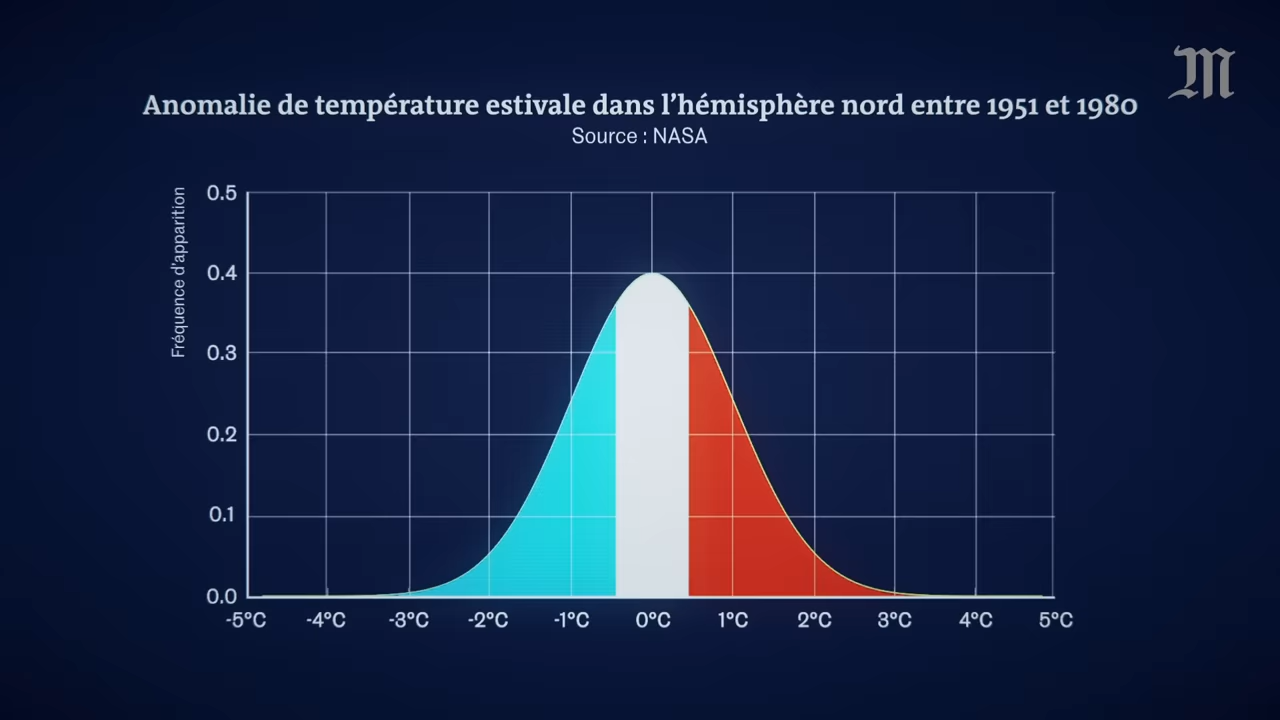 M
Anomalie de température estivale dans l’hémisphère nord entre 1951 et 1980
Source : NASA
Fréquence d'apparition
0.5
0.4
0.3
0.2
0.1
0.0
-5°C -4°C -3°C -2°C -1°C 0°C 1°C 2°C 3°C 4°C 5°C